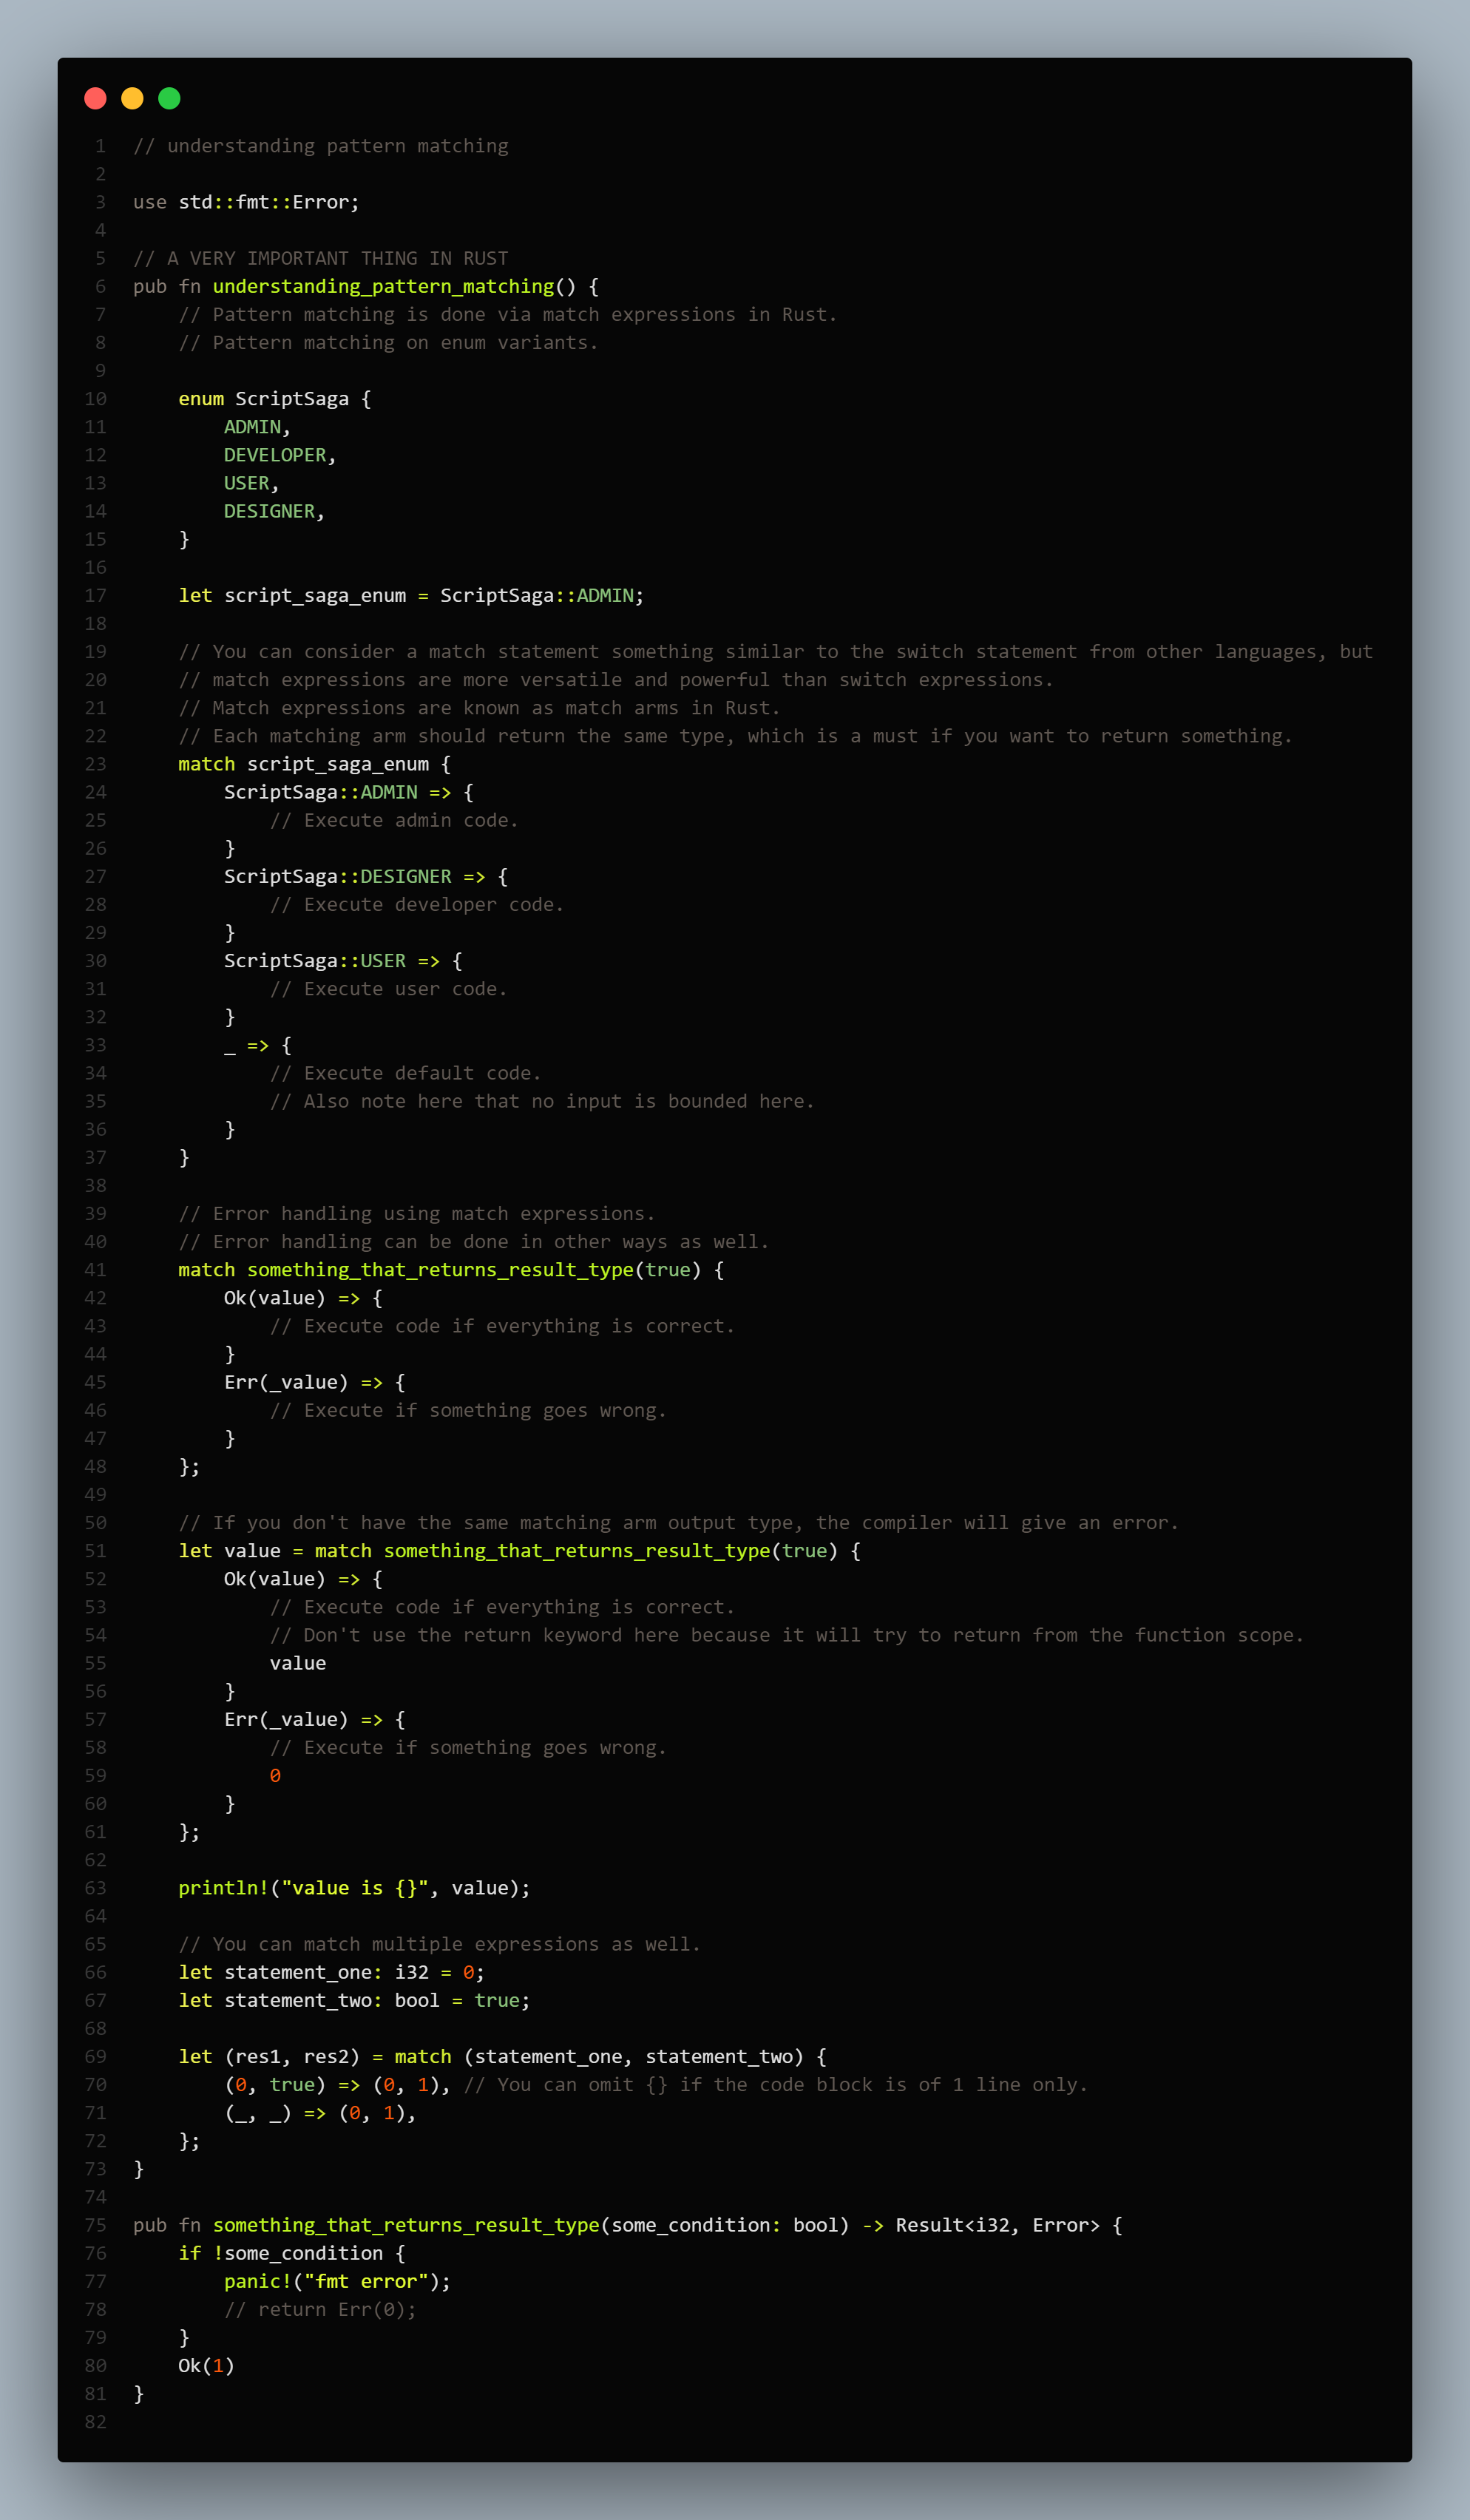 1 // understanding pattern matching
2
3 use std::fmt::Error;
4
5 // A VERY IMPORTANT THING IN RUST
6 pub fn understanding_pattern_matching() {
7     // Pattern matching is done via match expressions in Rust.
8     // Pattern matching on enum variants.
9
10     enum ScriptSaga {
11         ADMIN,
12         DEVELOPER,
13         USER,
14         DESIGNER,
15     }
16
17     let script_saga_enum = ScriptSaga::ADMIN;
18
19     // You can consider a match statement something similar to the switch statement from other languages, but
20     // match expressions are more versatile and powerful than switch expressions.
21     // Match expressions are known as match arms in Rust.
22     // Each matching arm should return the same type, which is a must if you want to return something.
23     match script_saga_enum {
24         ScriptSaga::ADMIN => {
25             // Execute admin code.
26         }
27         ScriptSaga::DESIGNER => {
28             // Execute developer code.
29         }
30         ScriptSaga::USER => {
31             // Execute user code.
32         }
33         _ => {
34             // Execute default code.
35             // Also note here that no input is bounded here.
36         }
37     }
38
39     // Error handling using match expressions.
40     // Error handling can be done in other ways as well.
41     match something_that_returns_result_type(true) {
42         Ok(value) => {
43             // Execute code if everything is correct.
44         }
45         Err(_value) => {
46             // Execute if something goes wrong.
47         }
48     };
49
50     // If you don't have the same matching arm output type, the compiler will give an error.
51     let value = match something_that_returns_result_type(true) {
52         Ok(value) => {
53             // Execute code if everything is correct.
54             // Don't use the return keyword here because it will try to return from the function scope.
55             value
56         }
57         Err(_value) => {
58             // Execute if something goes wrong.
59             0
60         }
61     };
62
63     println!("value is {}", value);
64
65     // You can match multiple expressions as well.
66     let statement_one: i32 = 0;
67     let statement_two: bool = true;
68
69     let (res1, res2) = match (statement_one, statement_two) {
70         (0, true) => (0, 1), // You can omit {} if the code block is of 1 line only.
71         (_, _) => (0, 1),
72     };
73 }
74
75 pub fn something_that_returns_result_type(some_condition: bool) -> Result<i32, Error> {
76     if !some_condition {
77         panic!("fmt error");
78         // return Err(0);
79     }
80     Ok(1)
81 }
82